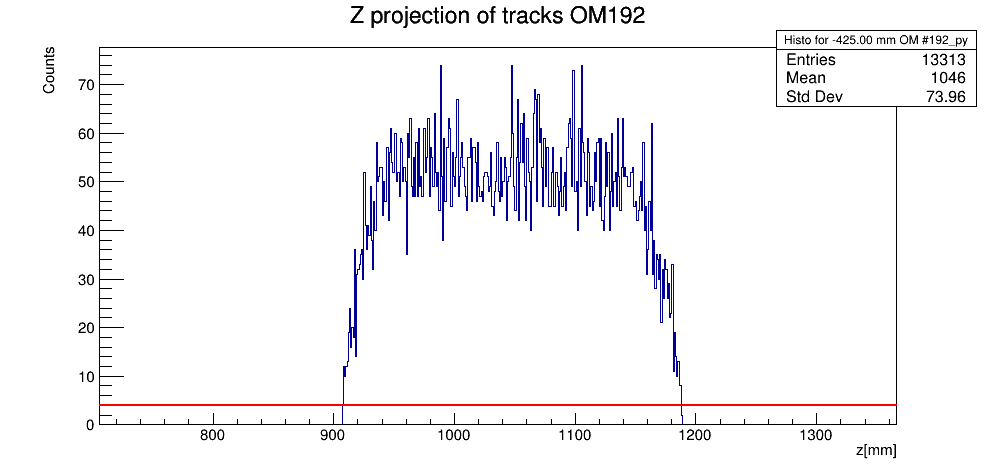 Z projection of tracks OM192
Histo for -425.00 mm OM #192_py
Entries 13313
Mean 1046
Std Dev 73.96
Counts
70
60
50
40
30
20
10
0
800 900 1000 1100 1200 1300
z[mm]